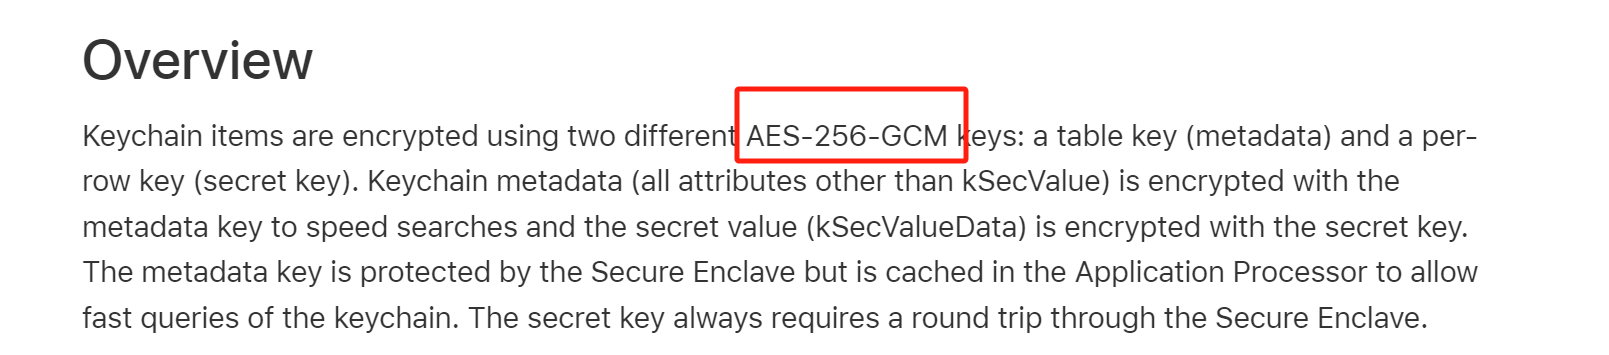 Overview
Keychain items are encrypted using two different AES-256-GCM keys: a table key (metadata) and a per-
row key (secret key). Keychain metadata (all attributes other than kSecValue) is encrypted with the
metadata key to speed searches and the secret value (kSecValueData) is encrypted with the secret key.
The metadata key is protected by the Secure Enclave but is cached in the Application Processor to allow
fast queries of the keychain. The secret key always requires a round trip through the Secure Enclave.